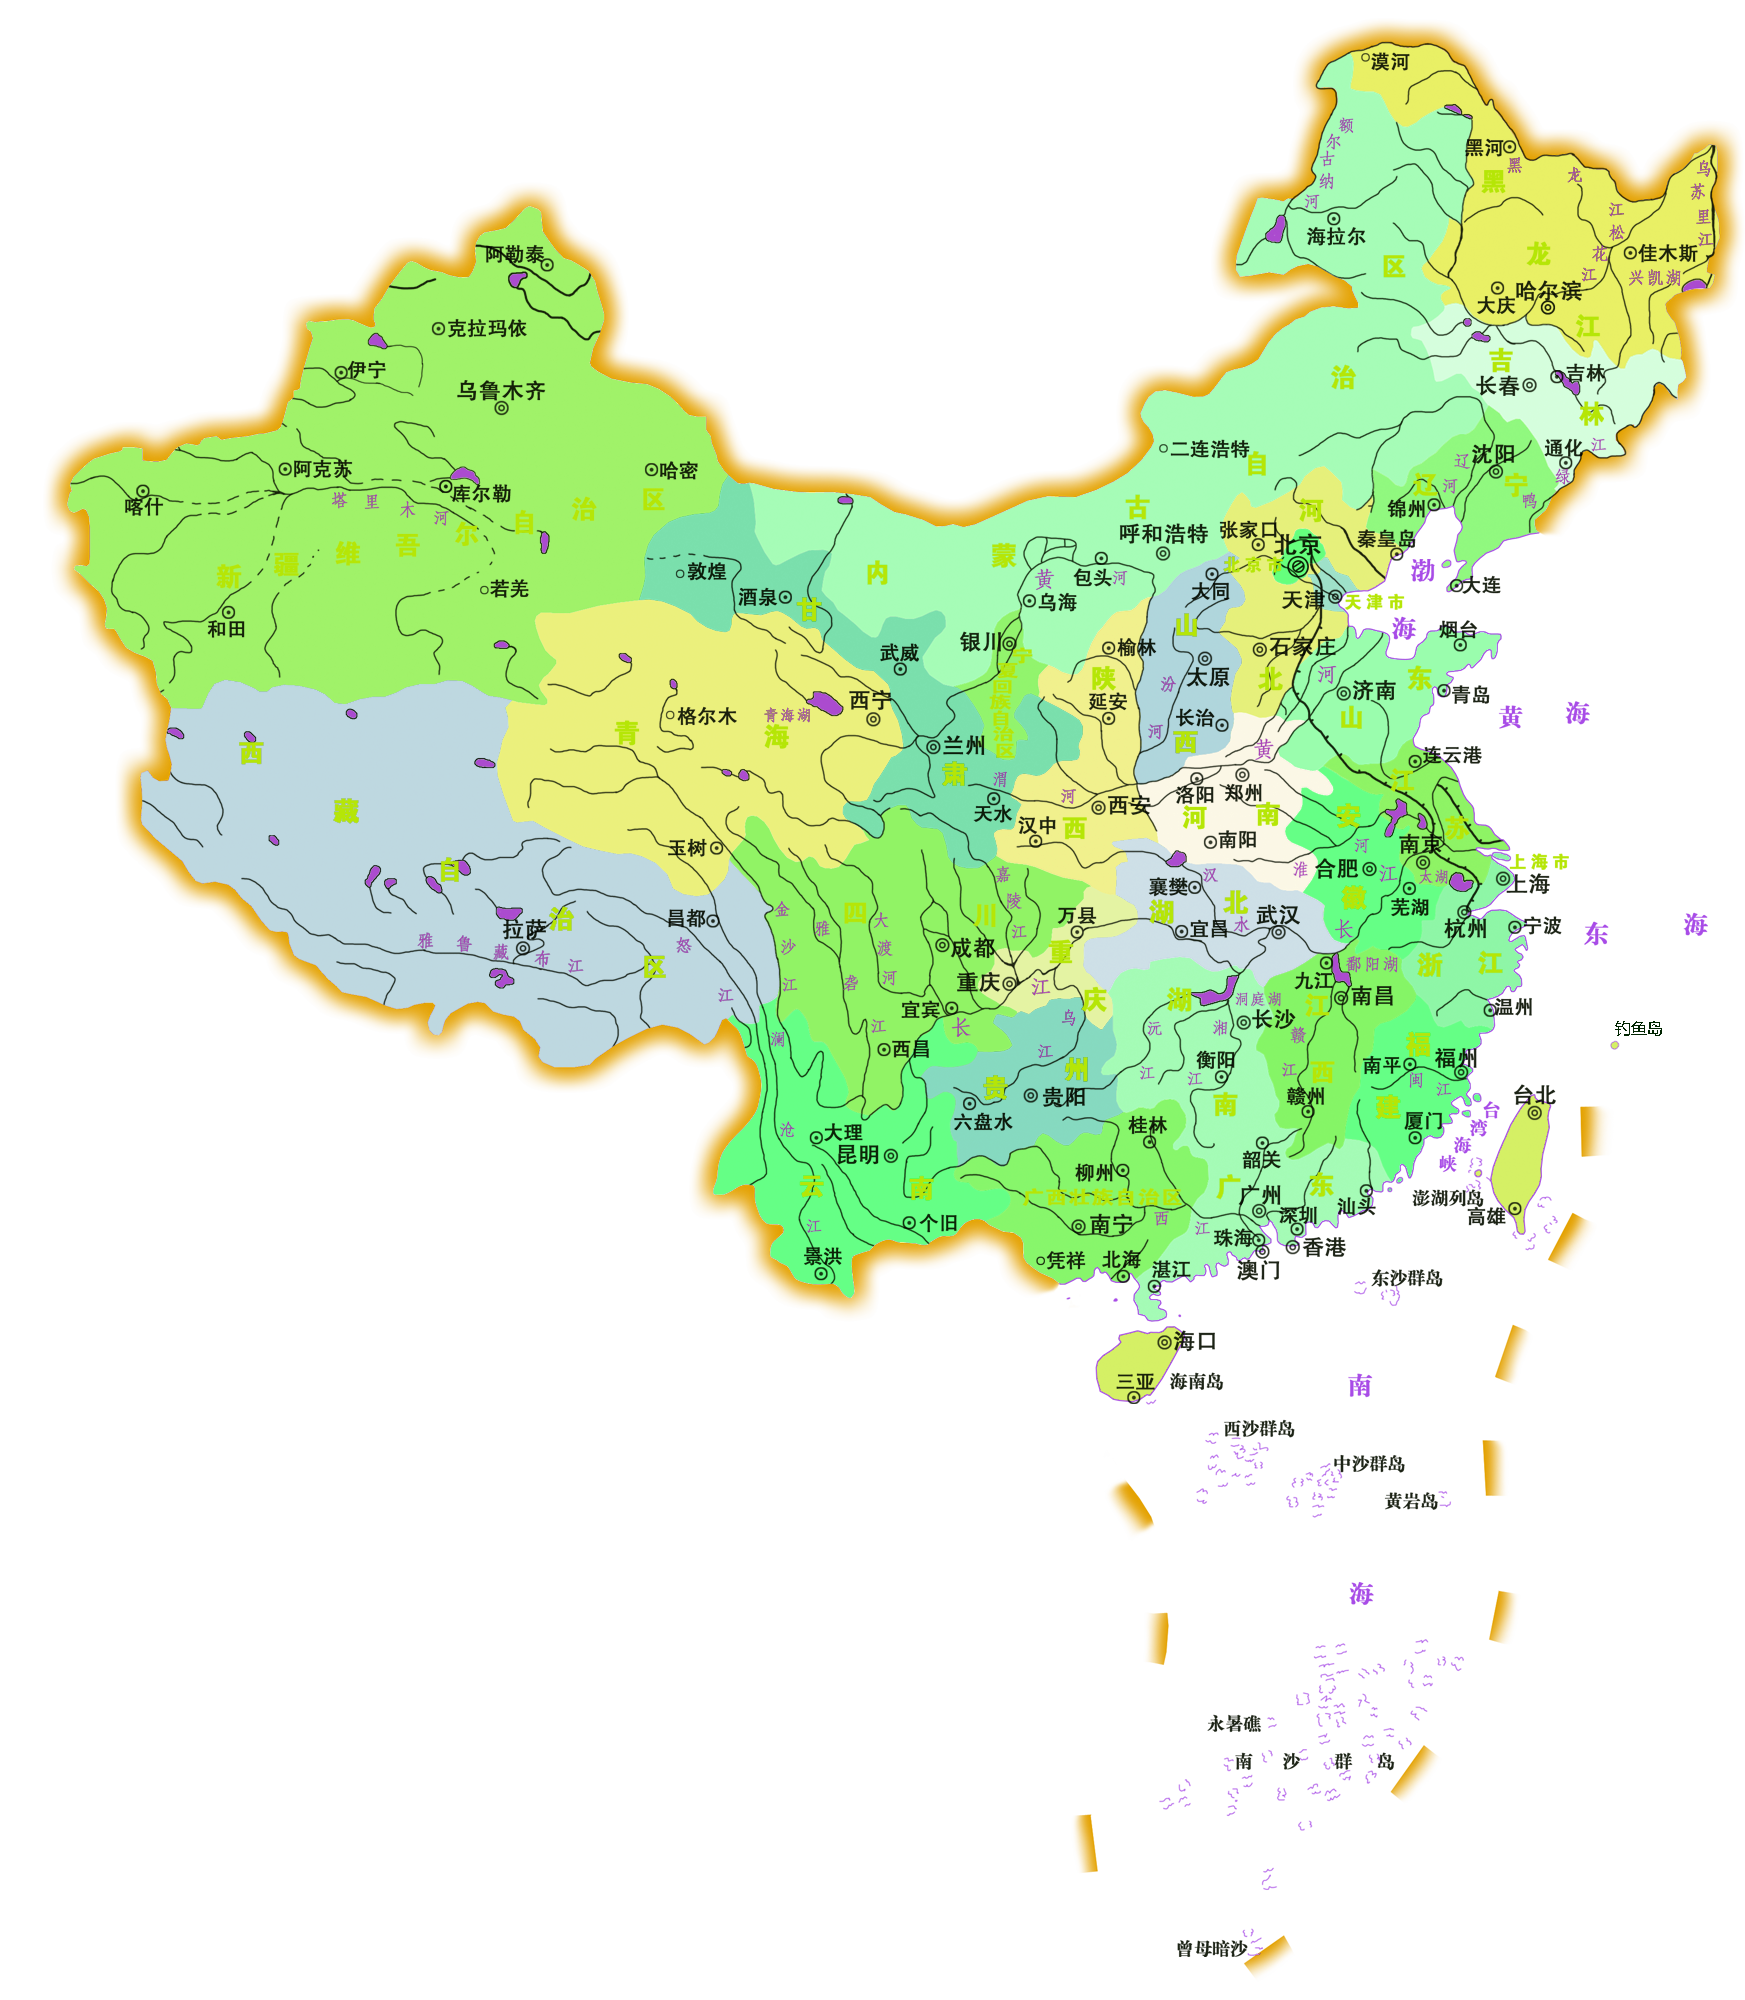 漠河
额尔古纳河
黑河
黑龙江
乌苏里江
黑龙江
松花江
海拉尔
佳木斯
兴凯湖
哈尔滨
大庆
阿勒泰
克拉玛依
伊宁
乌鲁木齐
吉林
吉林
长春
通化
沈阳
辽宁
辽河
鸭绿江
锦州
二连浩特
内蒙古自治区
阿克苏
哈密
喀什
库尔勒
塔里木河
新疆维吾尔自治区
若羌
和田
呼和浩特
张家口
河北
北京
北京市
秦皇岛
渤海
大连
天津
天津市
敦煌
酒泉
甘肃
包头
黄河
乌海
大同
银川
宁夏回族自治区
榆林
山西
石家庄
烟台
武威
太原
汾河
陕西
延安
长治
山东
济南
青岛
黄海
西宁
格尔木
青海湖
青海
兰州
渭河
天水
西安
汉中
洛阳
郑州
河南
南阳
黄河
连云港
江苏
安徽
淮河
合肥
南京
太湖
芜湖
上海市
上海
西藏自治区
玉树
昌都
拉萨
雅鲁藏布江
怒江
金沙江
雅砻江
大渡河
四川
嘉陵江
成都
万县
重庆
重庆
宜宾
长江
西昌
襄樊
汉水
湖北
武汉
宜昌
长江
杭州
宁波
东海
浙江
九江
鄱阳湖
南昌
江西
温州
钓鱼岛
湖南
洞庭湖
长沙
沅江
湘江
衡阳
赣江
赣州
乌江
贵州
贵阳
六盘水
福建
福州
南平
闽江
厦门
台湾海峡
台北
澎湖列岛
高雄
澜沧江
大理
昆明
云南
个旧
景洪
桂林
柳州
广西壮族自治区
南宁
西江
凭祥
北海
湛江
韶关
广东
广州
深圳
汕头
珠海
香港
澳门
东沙群岛
海口
三亚
海南岛
南海
西沙群岛
中沙群岛
黄岩岛
永暑礁
南沙群岛
曾母暗沙